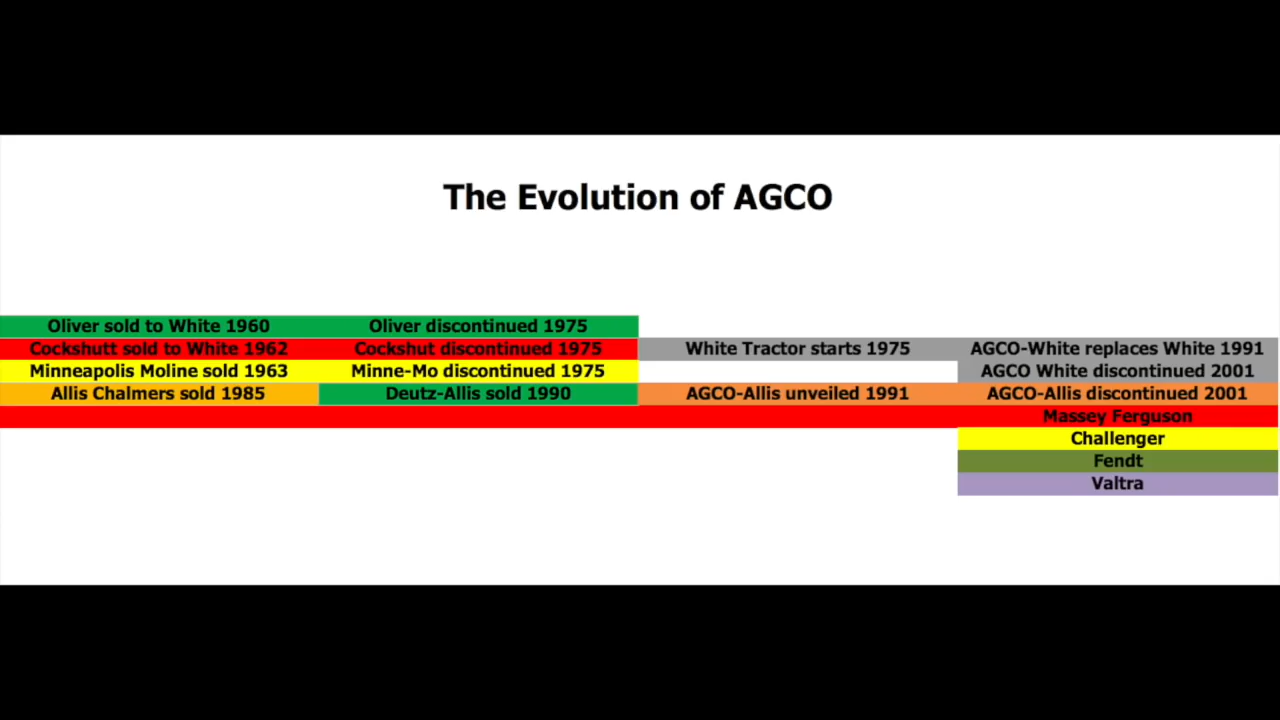 The Evolution of AGCO
Oliver sold to White 1960 Oliver discontinued 1975
Cockshutt sold to White 1962 Cockshut discontinued 1975 White Tractor starts 1975 AGCO-White replaces White 1991
Minneapolis Moline sold 1963 Minne-Mo discontinued 1975 AGCO White discontinued 2001
Allis Chalmers sold 1985 Deutz-Allis sold 1990 AGCO-Allis unveiled 1991 AGCO-Allis discontinued 2001
Massey Ferguson
Challenger
Fendt
Valtra